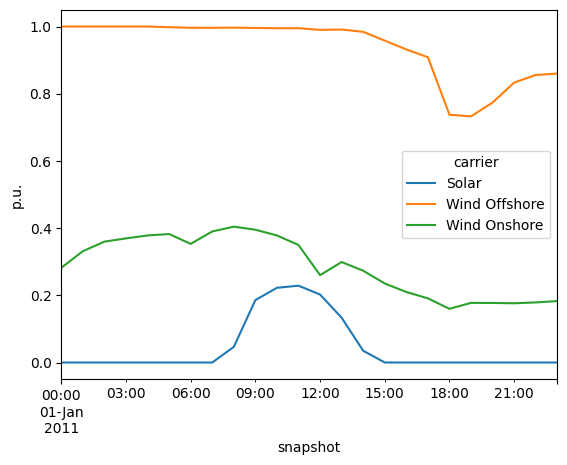 1.0
0.8
0.6
0.4
0.2
0.0
p.u.
carrier
Solar
Wind Offshore
Wind Onshore
00:00
01-Jan
2011
03:00
06:00
09:00
12:00
15:00
18:00
21:00
snapshot